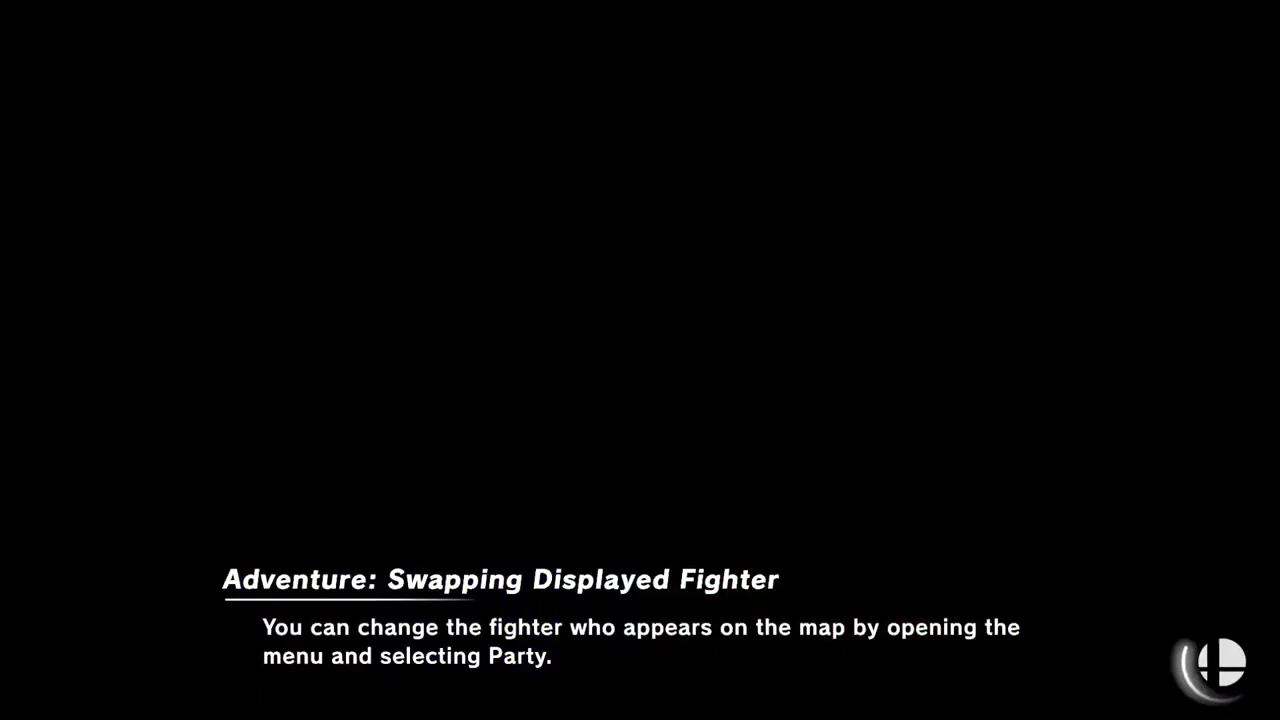 Adventure: Swapping Displayed Fighter
You can change the fighter who appears on the map by opening the
menu and selecting Party.